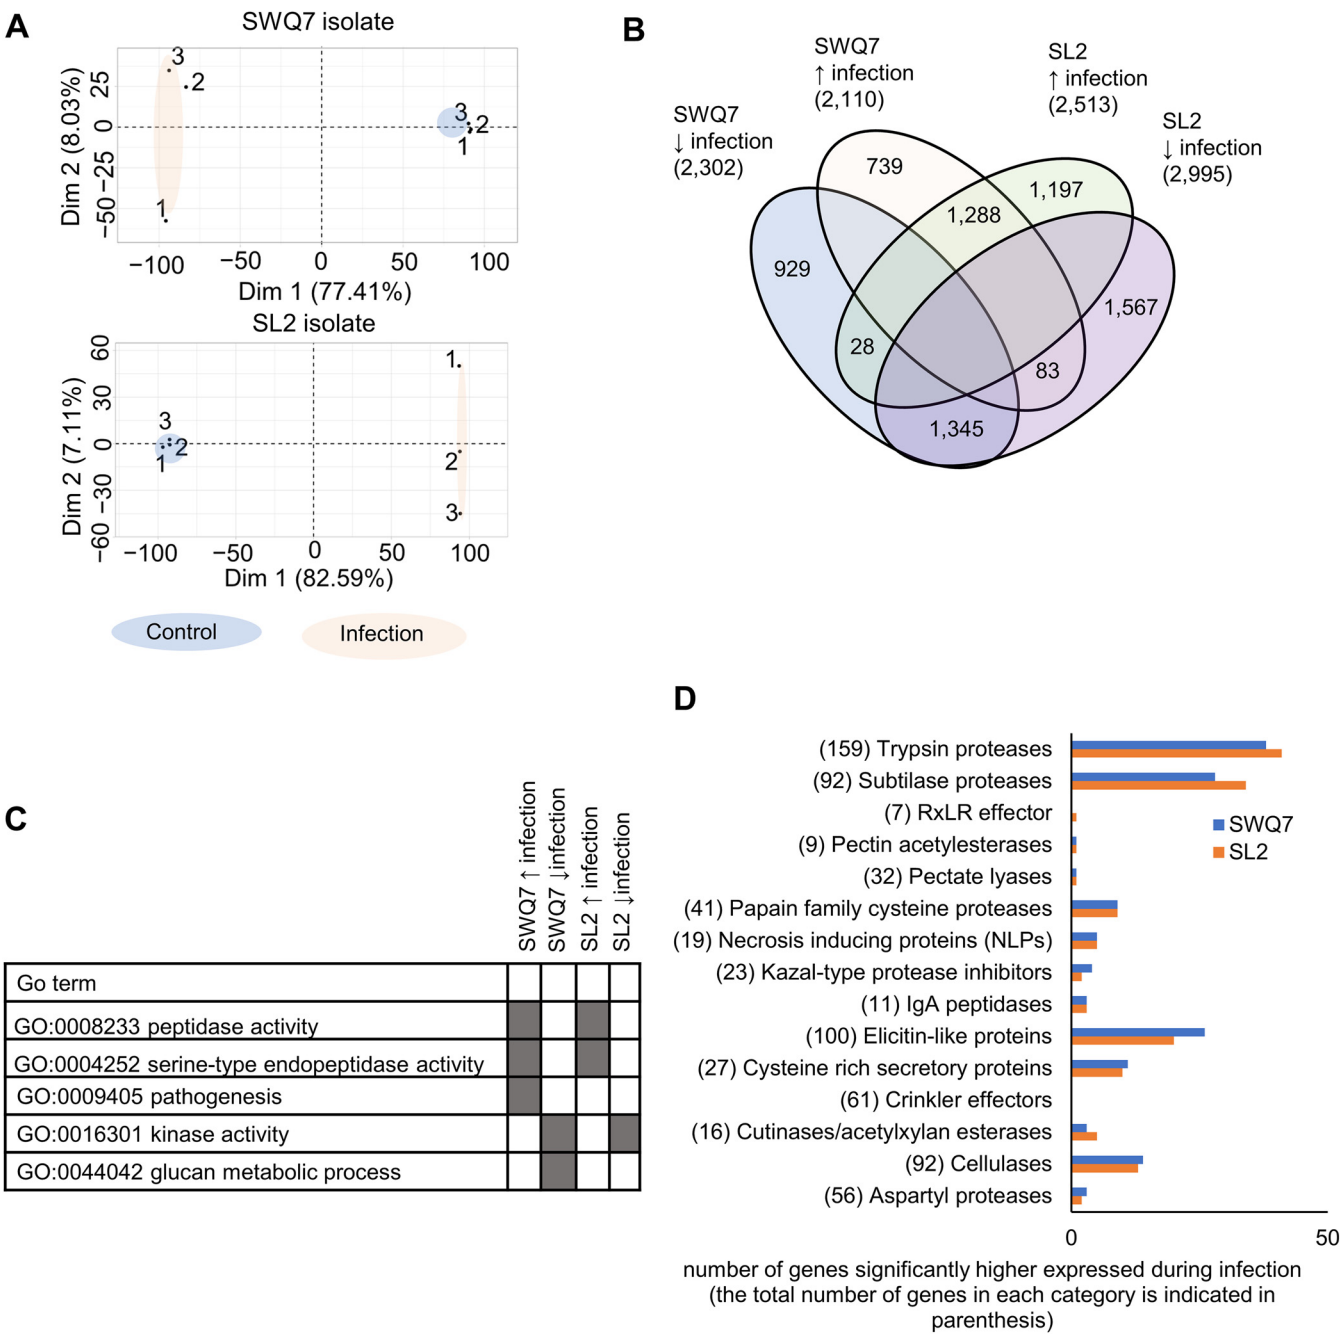 A
SWQ7 isolate
Dim 2 (8.03%)
25
0
−25
−50
3
2
1
3
2
1
−100
−50
0
50
100
Dim 1 (77.41%)
SL2 isolate
Dim 2 (7.11%)
60
30
0
−30
−60
3
2
1
1
2
3
−100
−50
0
50
100
Dim 1 (82.59%)
Control
Infection
B
SWQ7
↓ infection
(2,302)
SWQ7
↑ infection
(2,110)
SL2
↑ infection
(2,513)
SL2
↓ infection
(2,995)
739
1,197
1,288
929
1,567
28
83
1,345
C
SWQ7 ↑ infection
SWQ7 ↓infection
SL2 ↑ infection
SL2 ↓infection
Go term
GO:0008233 peptidase activity
GO:0004252 serine-type endopeptidase activity
GO:0009405 pathogenesis
GO:0016301 kinase activity
GO:0044042 glucan metabolic process
D
(159) Trypsin proteases
(92) Subtilase proteases
(7) RxLR effector
(9) Pectin acetylesterases
(32) Pectate lyases
(41) Papain family cysteine proteases
(19) Necrosis inducing proteins (NLPs)
(23) Kazal-type protease inhibitors
(11) IgA peptidases
(100) Elicitin-like proteins
(27) Cysteine rich secretory proteins
(61) Crinkler effectors
(16) Cutinases/acetylxylan esterases
(92) Cellulases
(56) Aspartyl proteases
SWQ7
SL2
0
50
number of genes significantly higher expressed during infection
(the total number of genes in each category is indicated in
parenthesis)